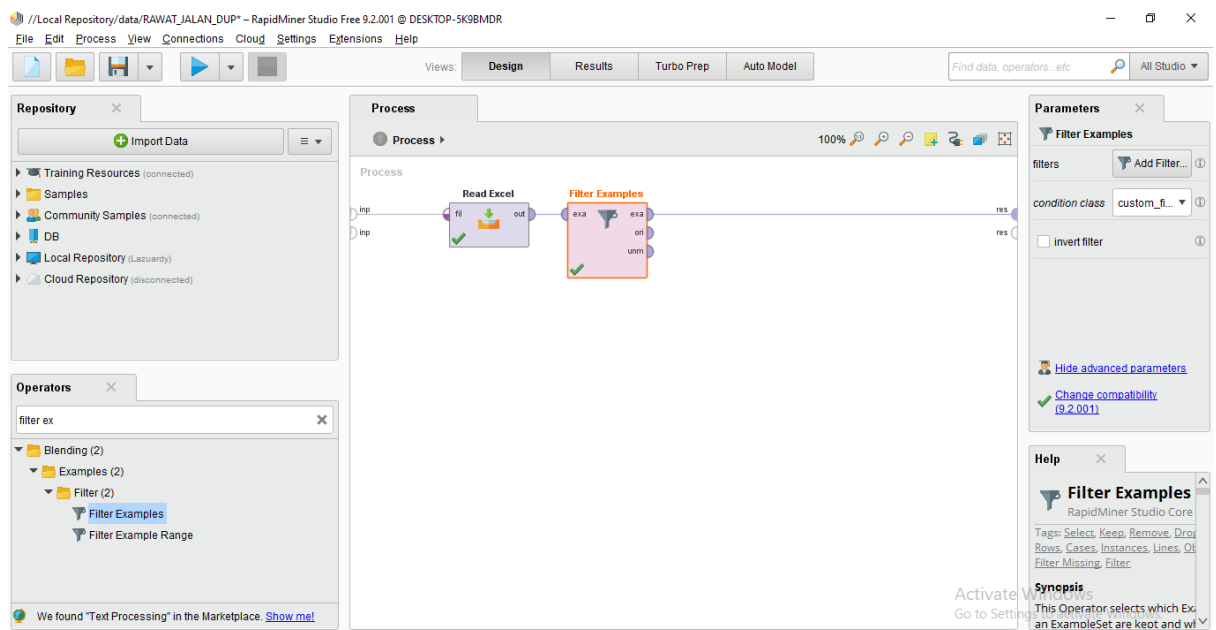 //Local Repository/data/RAWAT_JALAN_DUP* – RapidMiner Studio Free 9.2.001 @ DESKTOP-5K9BMDR
File Edit Process View Connections Cloud Settings Extensions Help
Views: Design Results Turbo Prep Auto Model
Find data, operators...etc
All Studio
Repository
Import Data
Training Resources (connected)
Samples
Community Samples (connected)
DB
Local Repository (Lazuardy)
Cloud Repository (disconnected)
Operators
filter ex
Blending (2)
Examples (2)
Filter (2)
Filter Examples
Filter Example Range
We found "Text Processing" in the Marketplace. Show me!
Process
Process
100%
Process
inp
inp
Read Excel
fil out
Filter Examples
exa exa
ori
unm
res
res
Parameters
Filter Examples
filters Add Filter...
condition class custom_fi...
invert filter
Hide advanced parameters
Change compatibility
(9.2.001)
Help
Filter Examples
RapidMiner Studio Core
Tags: Select, Keep, Remove, Drop
Rows, Cases, Instances, Lines,
Filter Missing, Filter
Synopsis
This Operator selects which
an ExampleSet are kept and
Activate Windows
Go to Settings to activate Windows.